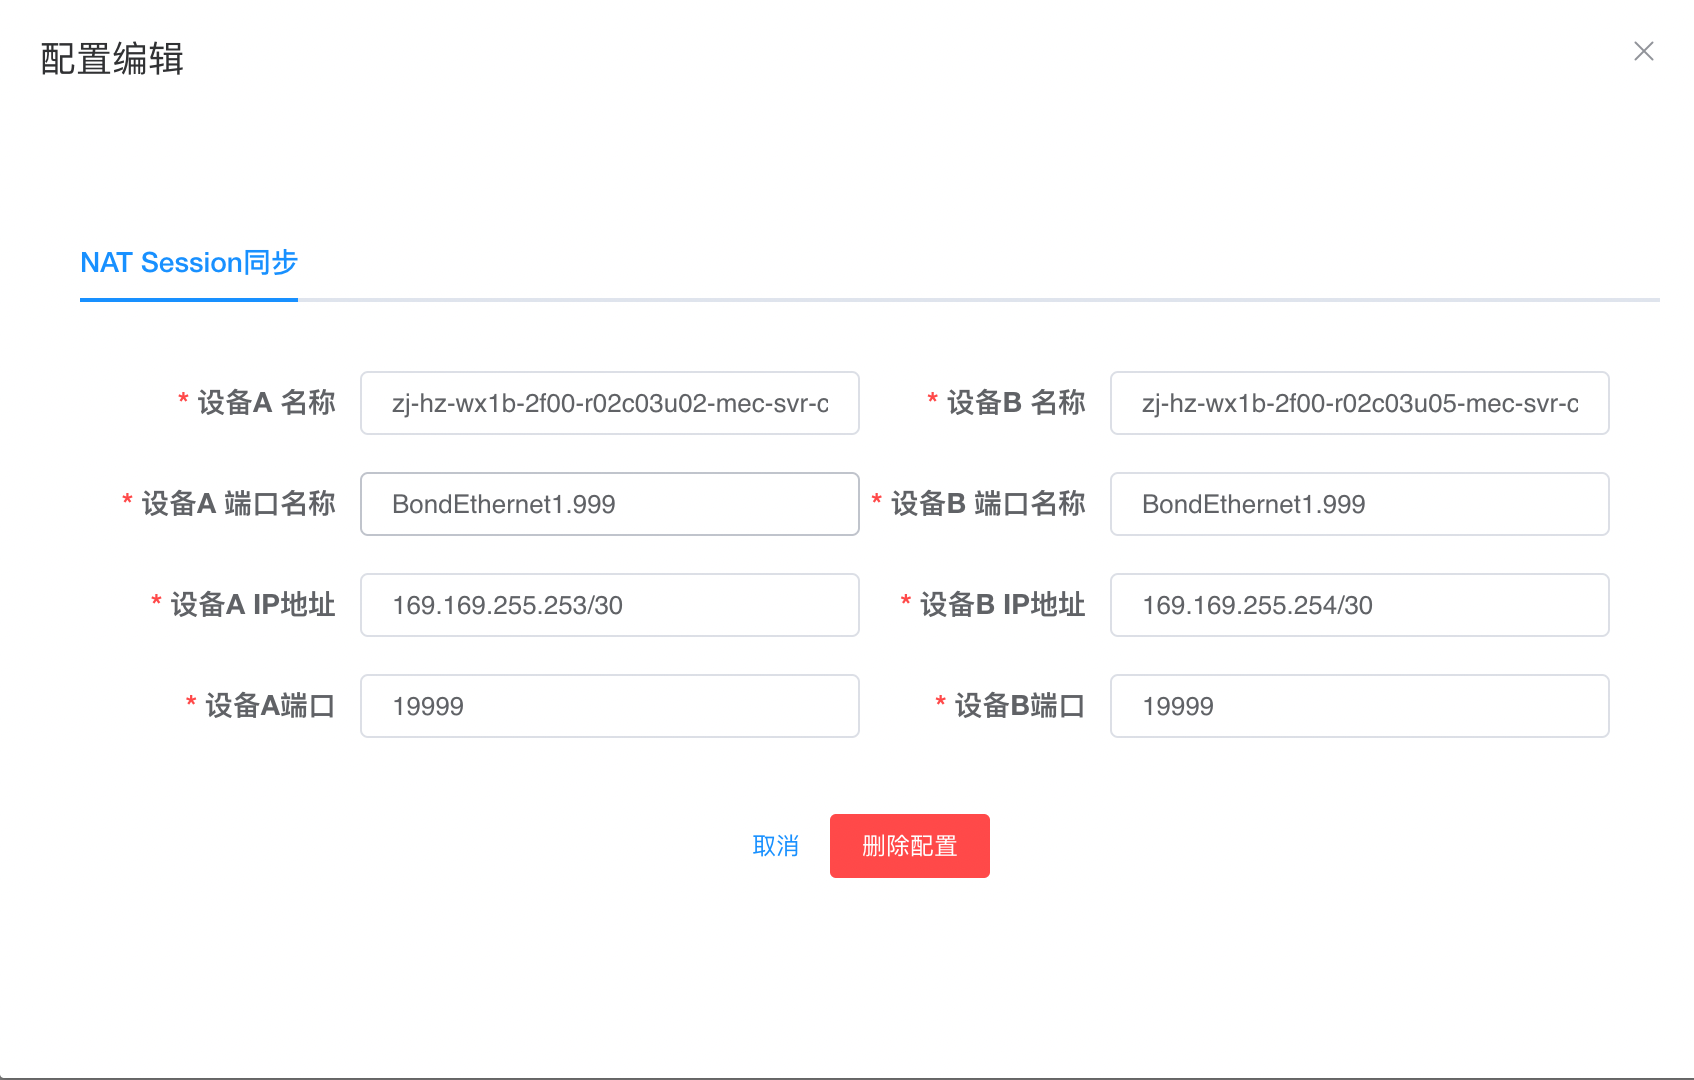 配置编辑
NAT Session同步
* 设备A 名称 zj-hz-wx1b-2f00-r02c03u02-mec-svr-c * 设备B 名称 zj-hz-wx1b-2f00-r02c03u05-mec-svr-c
* 设备A 端口名称 BondEthernet1.999 * 设备B 端口名称 BondEthernet1.999
* 设备A IP地址 169.169.255.253/30 * 设备B IP地址 169.169.255.254/30
* 设备A端口 19999 * 设备B端口 19999
取消 删除配置